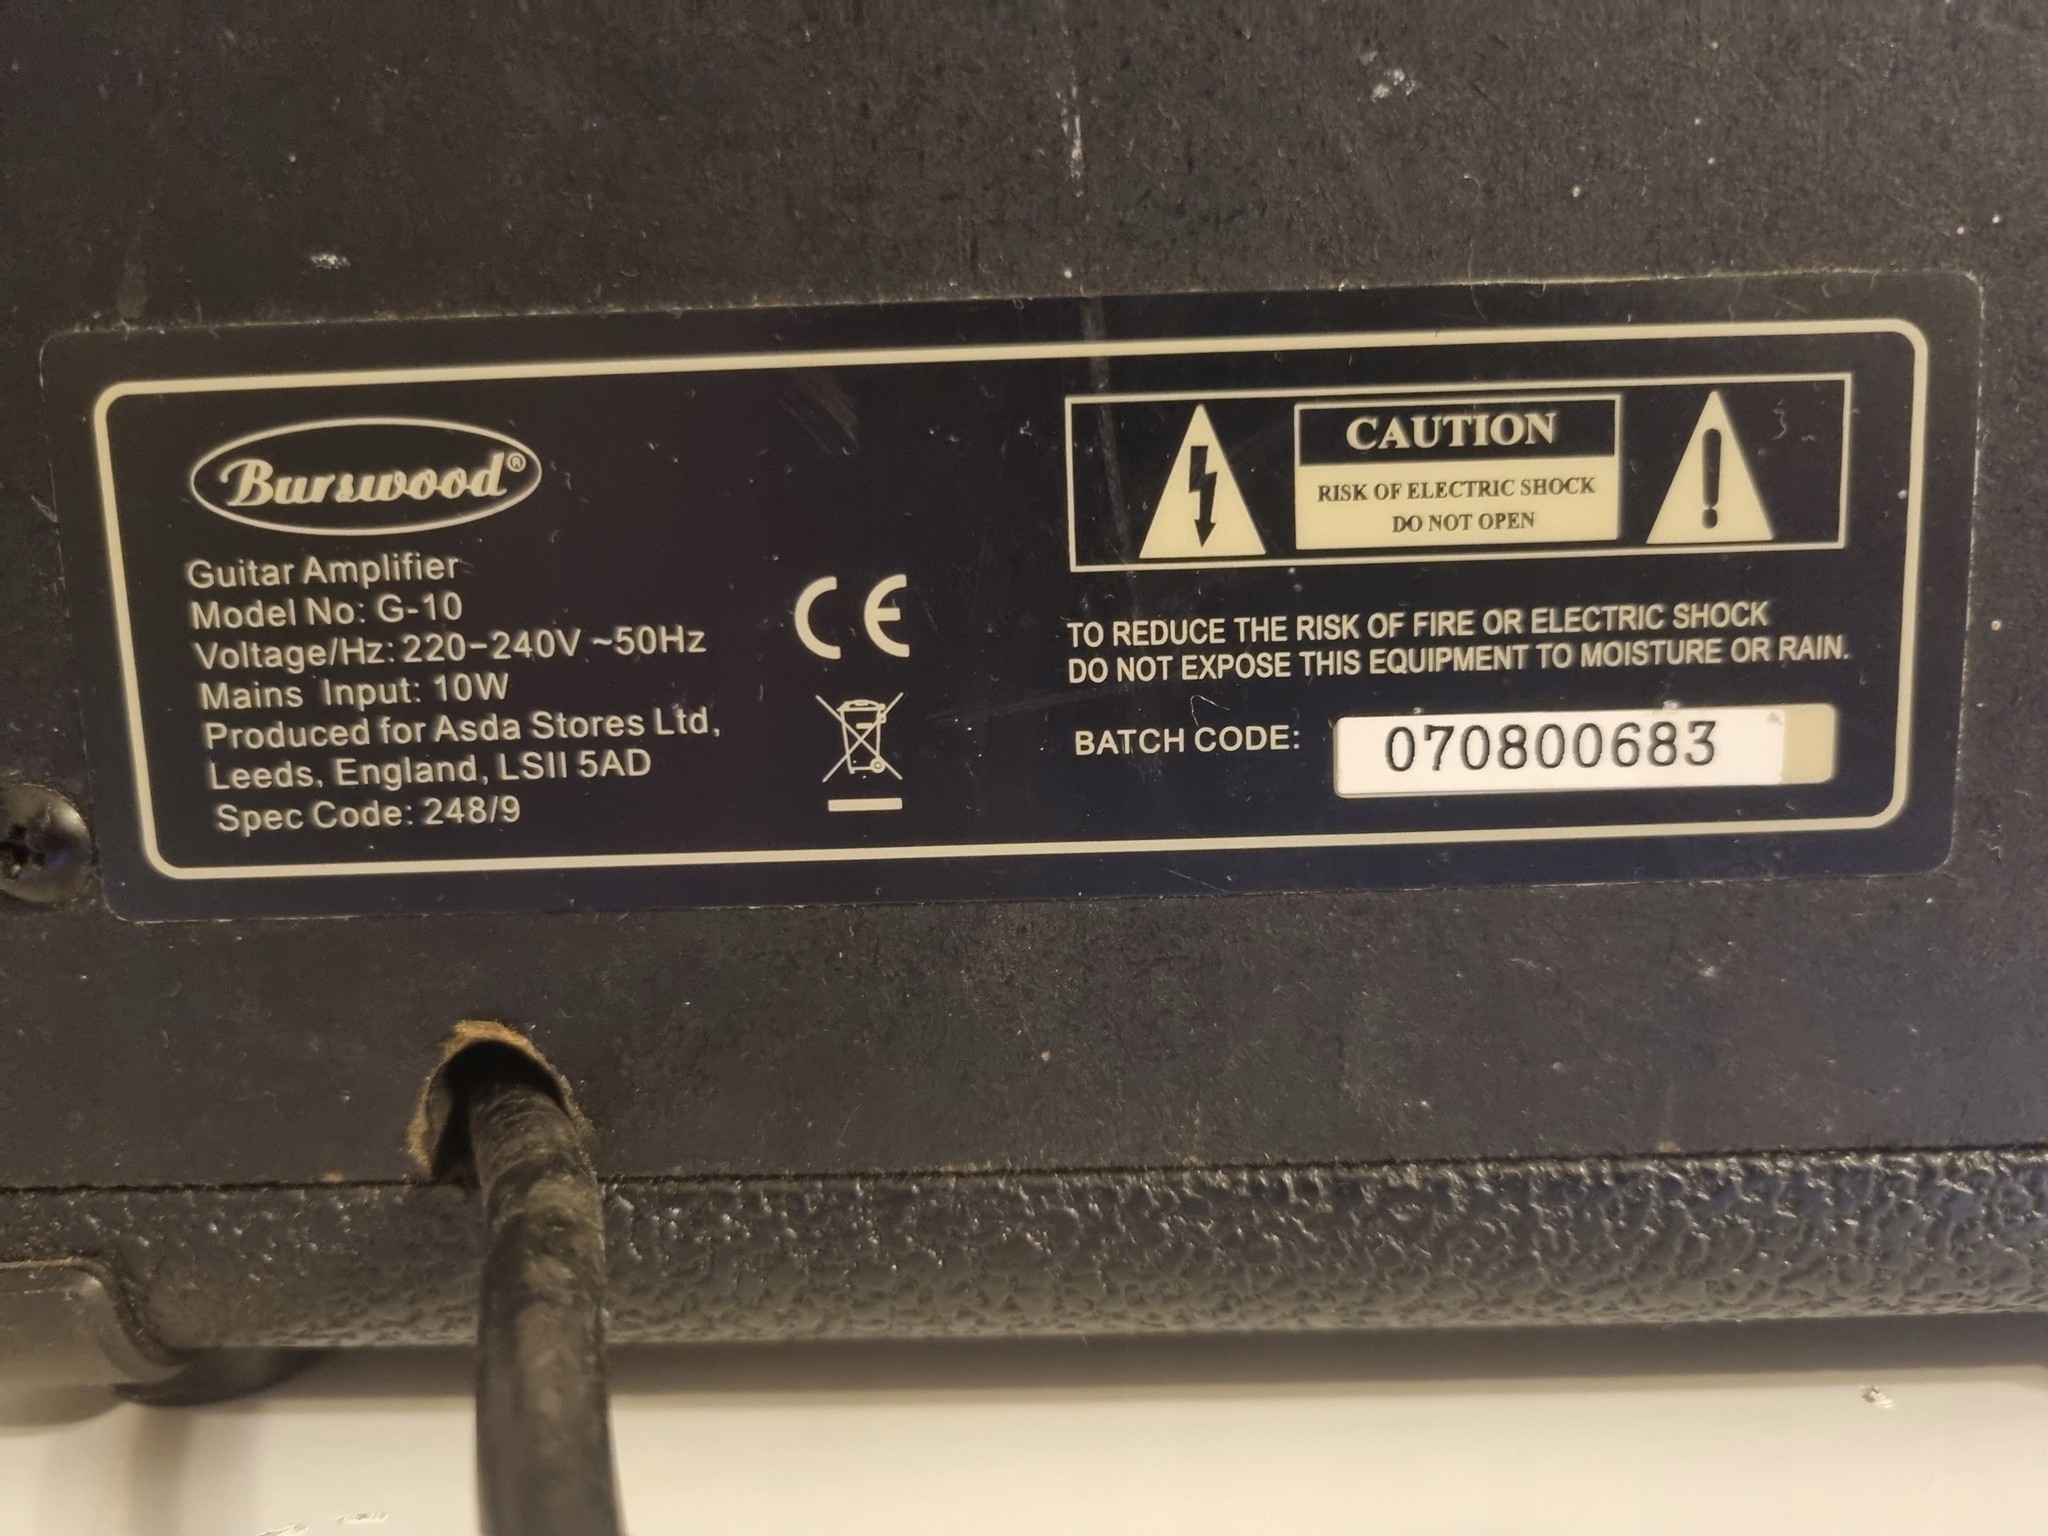 Burswood®
Guitar Amplifier
Model No: G-10
Voltage/Hz: 220-240V ~50Hz
Mains Input: 10W
Produced for Asda Stores Ltd,
Leeds, England, LS11 5AD
Spec Code: 248/9
CE
CAUTION
RISK OF ELECTRIC SHOCK
DO NOT OPEN
TO REDUCE THE RISK OF FIRE OR ELECTRIC SHOCK
DO NOT EXPOSE THIS EQUIPMENT TO MOISTURE OR RAIN.
BATCH CODE: 070800683